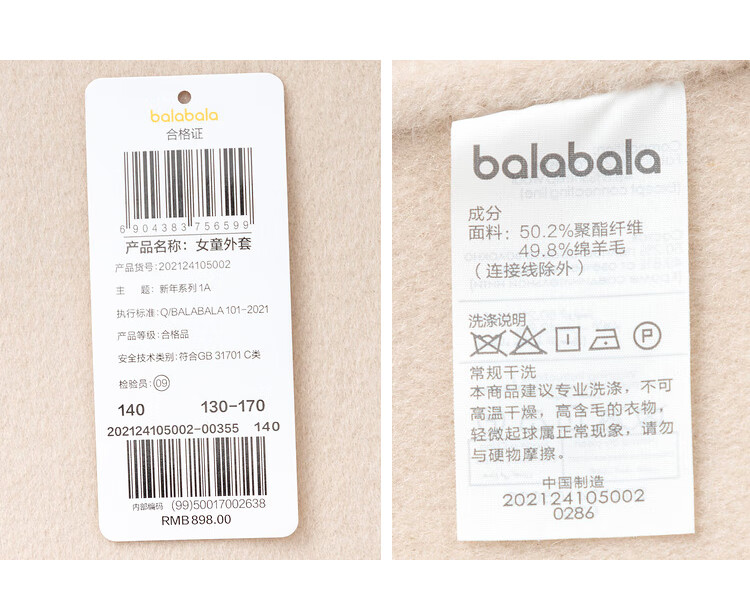 balabala
合格证
6 904383 756599
产品名称：女童外套
产品货号：202124105002
主 题：新年系列1A
执行标准：Q/BALABALA 101-2021
产品等级：合格品
安全技术类别：符合GB 31701 C类
检验员：09
140 130-170
202124105002-00355 140
内部编码 (99)50017002638
RMB 898.00
balabala
成分
面料：50.2%聚酯纤维
49.8%绵羊毛
（连接线除外）
洗涤说明
P
常规干洗
本商品建议专业洗涤，不可
高温干燥，高含毛的衣物，
轻微起球属正常现象，请勿
与硬物摩擦。
中国制造
202124105002
0286